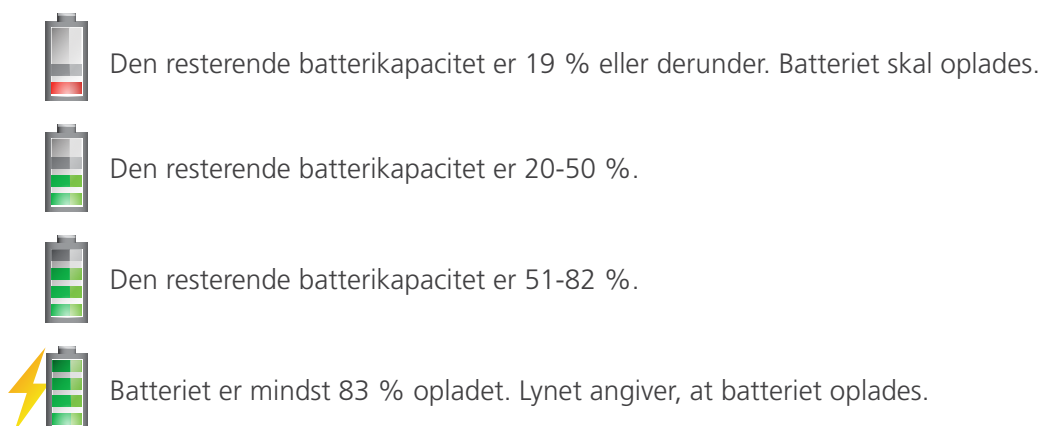 Den resterende batterikapacitet er 19 % eller derunder. Batteriet skal oplades.
Den resterende batterikapacitet er 20-50 %.
Den resterende batterikapacitet er 51-82 %.
Batteriet er mindst 83 % opladet. Lynet angiver, at batteriet oplades.